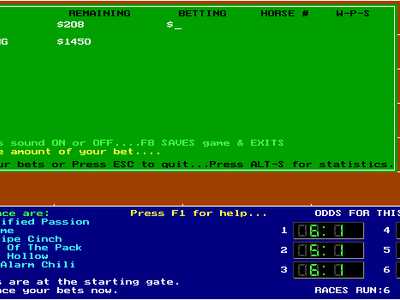 REMAINING BETTING HORSE # W-P-S
$208 $_
NG $1450
s sound ON or OFF....F8 SAVES game & EXITS
e amount of your bet....
ur bets or Press ESC to quit...Press ALT-S for statistics.
ace are: Press F1 for help... ODDS FOR THIS
ified Passion
me
ipe Cinch
Of The Pack
Hollow
Alarm Chili
1 6:1 4
2 5:1 5
3 6:1 6
s are at the starting gate.
ace your bets now. RACES RUN:6